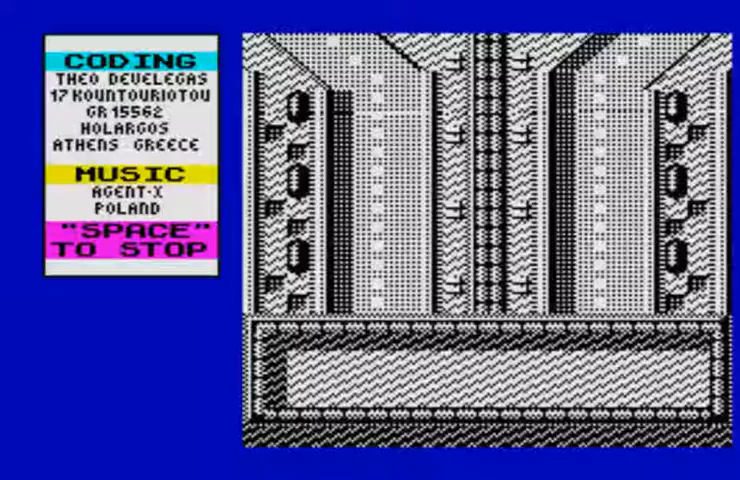 CODING
THEO DEVELEGAS
17 KOUNTOURIOTOU
GR 15562
HOLARGOS
ATHENS GREECE
MUSIC
AGENT-X
POLAND
"SPACE"
TO STOP